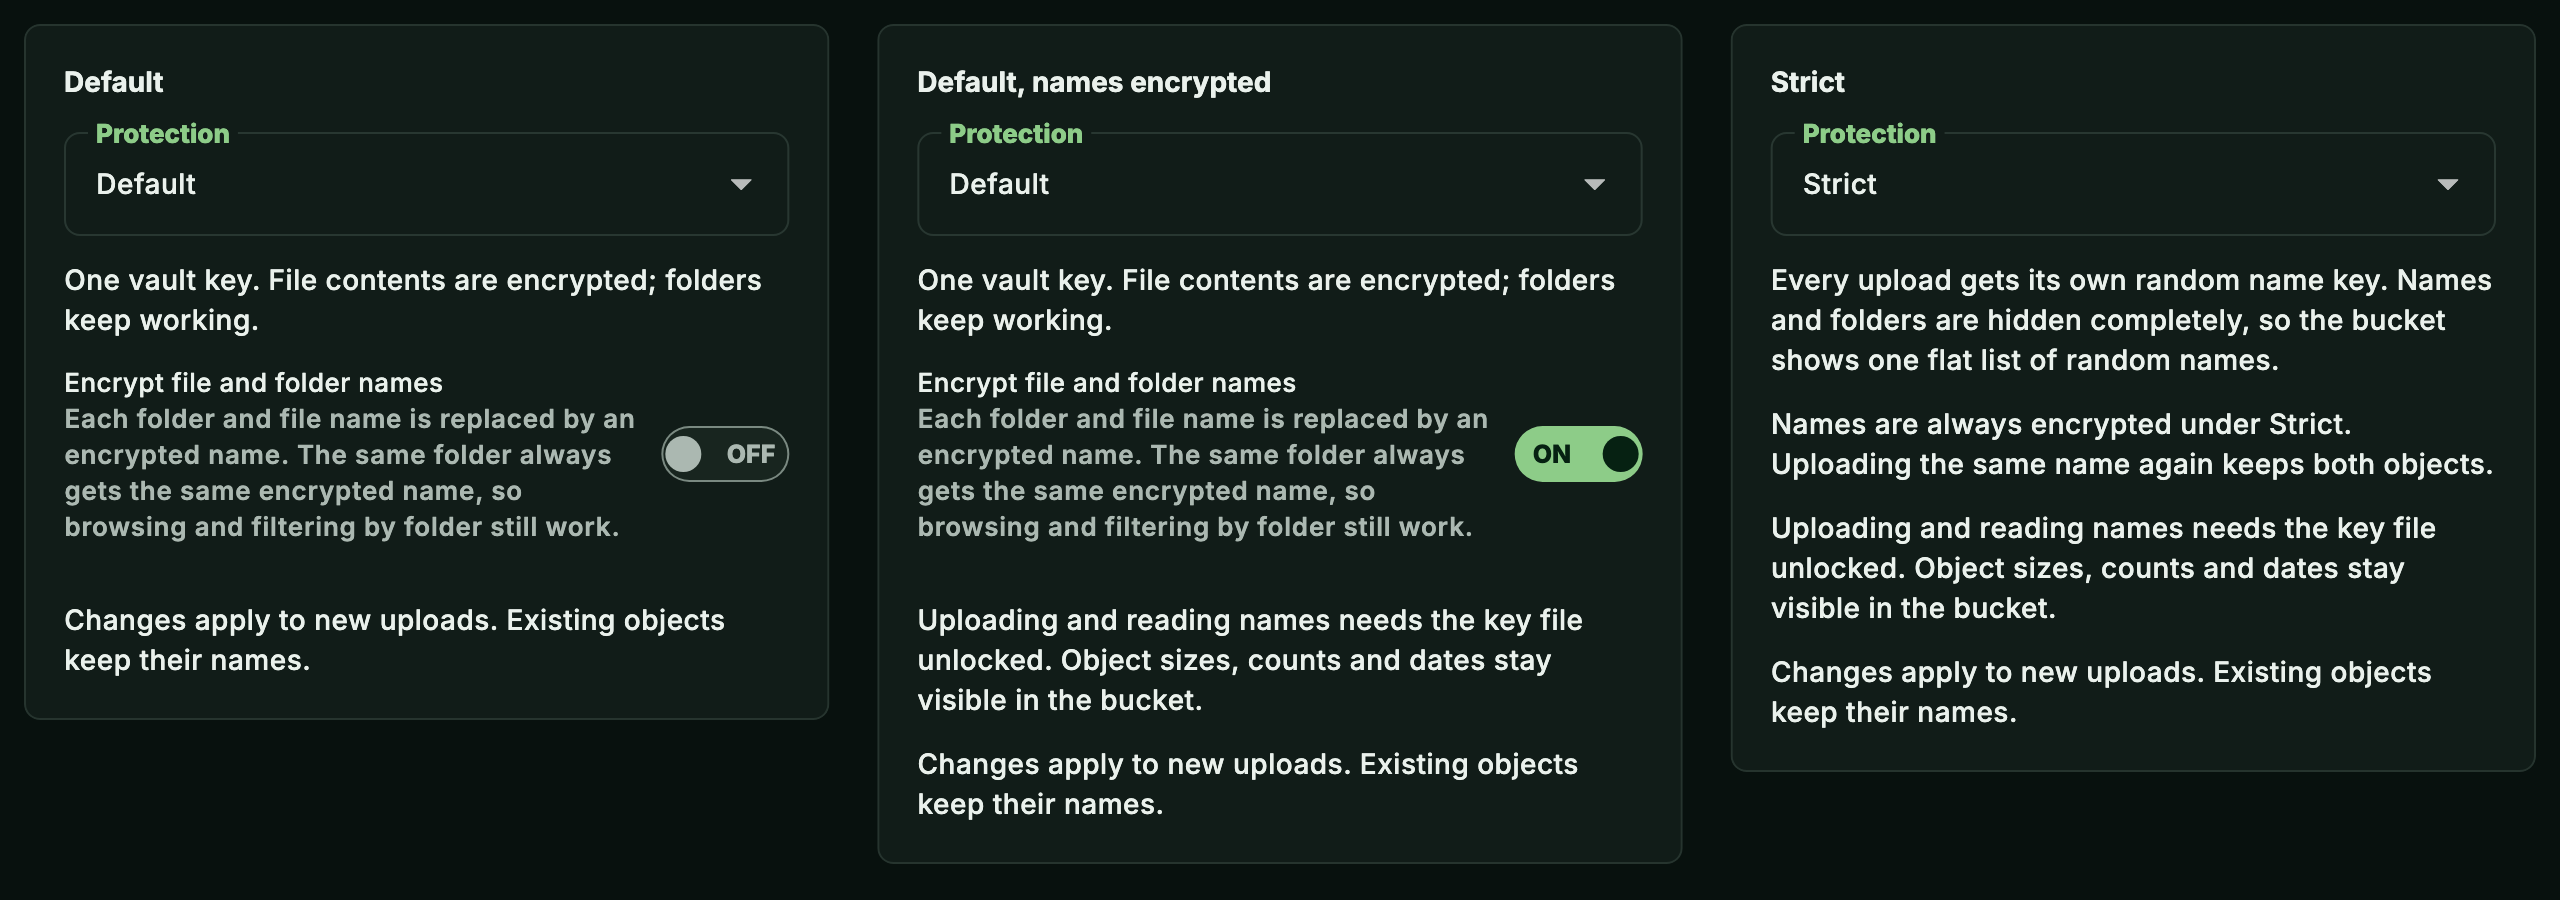 Default
Protection
Default
One vault key. File contents are encrypted; folders
keep working.
Encrypt file and folder names
Each folder and file name is replaced by an
encrypted name. The same folder always
gets the same encrypted name, so
browsing and filtering by folder still work.
OFF
Changes apply to new uploads. Existing objects
keep their names.
Default, names encrypted
Protection
Default
One vault key. File contents are encrypted; folders
keep working.
Encrypt file and folder names
Each folder and file name is replaced by an
encrypted name. The same folder always
gets the same encrypted name, so
browsing and filtering by folder still work.
ON
Uploading and reading names needs the key file
unlocked. Object sizes, counts and dates stay
visible in the bucket.
Changes apply to new uploads. Existing objects
keep their names.
Strict
Protection
Strict
Every upload gets its own random name key. Names
and folders are hidden completely, so the bucket
shows one flat list of random names.
Names are always encrypted under Strict.
Uploading the same name again keeps both objects.
Uploading and reading names needs the key file
unlocked. Object sizes, counts and dates stay
visible in the bucket.
Changes apply to new uploads. Existing objects
keep their names.